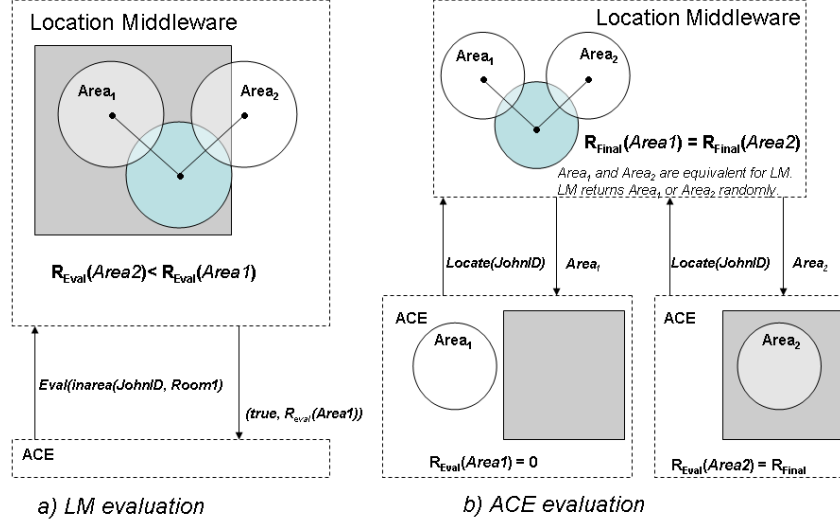 Location Middleware
Area1
Area2
REval(Area2)< REval(Area1)
Eval(inarea(JohnID, Room1)
(true, Reval(Area1))
ACE
a) LM evaluation
Location Middleware
Area1
Area2
RFinal(Area1) = RFinal(Area2)
Area1 and Area2 are equivalent for LM.
LM returns Area1 or Area2 randomly.
Locate(JohnID)
Area1
Locate(JohnID)
Area2
ACE
Area1
REval(Area1) = 0
ACE
Area2
REval(Area2) = RFinal
b) ACE evaluation